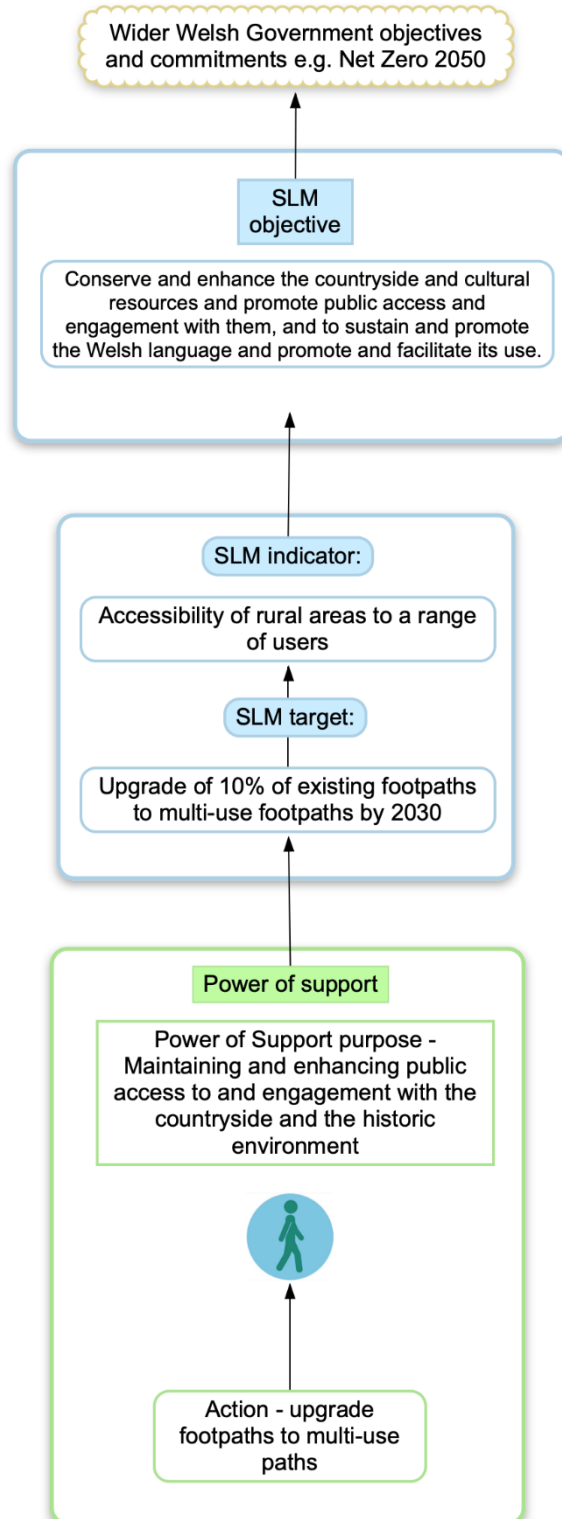 Wider Welsh Government objectives
and commitments e.g. Net Zero 2050
SLM
objective
Conserve and enhance the countryside and cultural
resources and promote public access and
engagement with them, and to sustain and promote
the Welsh language and promote and facilitate its use.
SLM indicator:
Accessibility of rural areas to a range
of users
SLM target:
Upgrade of 10% of existing footpaths
to multi-use footpaths by 2030
Power of support
Power of Support purpose -
Maintaining and enhancing public
access to and engagement with the
countryside and the historic
environment
Action - upgrade
footpaths to multi-use
paths